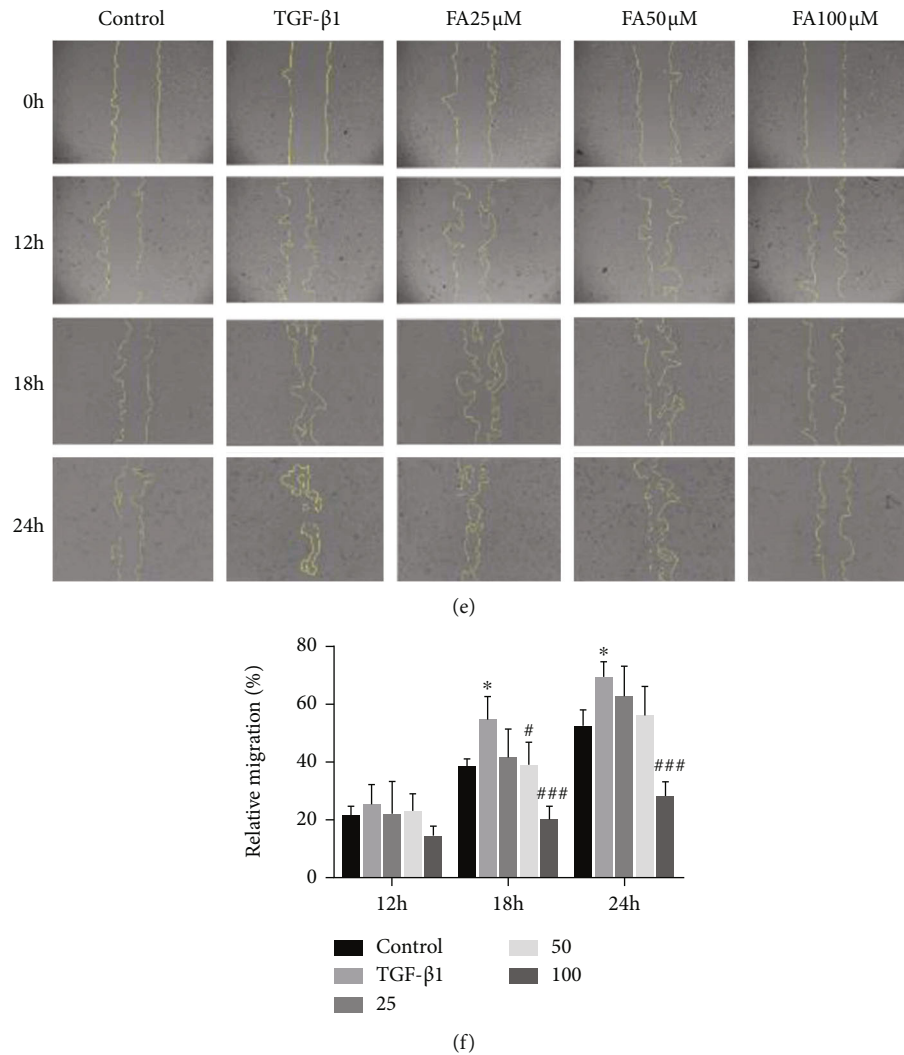 Control TGF-β1 FA25μM FA50μM FA100μM
0h
12h
18h
24h
(e)
Relative migration (%)
80
60
40
20
0
* # ### * ###
12h 18h 24h
Control 50
TGF-β1 100
25
(f)